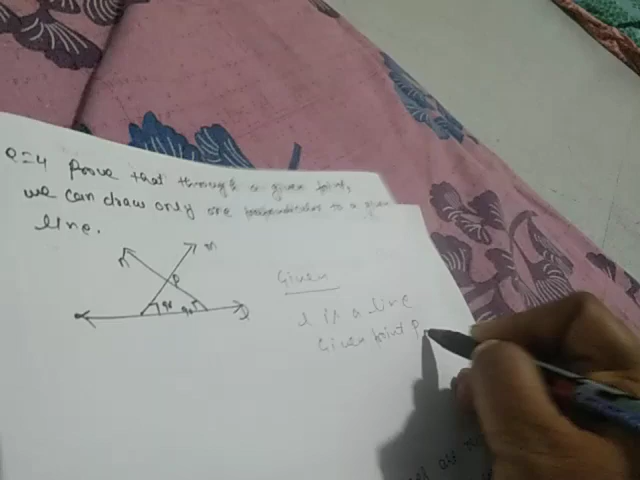 Q=4 Prove that through a given point,
we can draw only one perpendicular to a given
line.
n m
P
90 90
l
Given
l is a line
Given point P